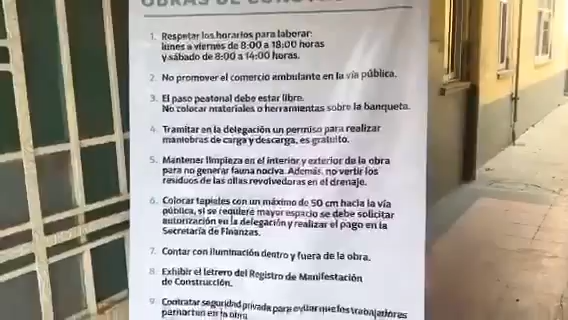 OBRAS DE
1. Respetar los horarios para laborar:
lunes a viernes de 8:00 a 18:00 horas
y sábado de 8:00 a 14:00 horas.
2. No promover el comercio ambulante en la vía pública.
3. El paso peatonal debe estar libre.
No colocar materiales o herramientas sobre la banqueta.
4. Tramitar en la delegación un permiso para realizar
maniobras de carga y descarga, es gratuito.
5. Mantener limpieza en el interior y exterior de la obra
para no generar fauna nociva. Además, no vertir los
residuos de las ollas revolvedoras en el drenaje.
6. Colocar tapiales con un máximo de 50 cm hacia la vía
pública, si se requiere mayor espacio se debe solicitar
autorización en la delegación y realizar el pago en la
Secretaría de Finanzas.
7. Contar con iluminación dentro y fuera de la obra.
8. Exhibir el letrero del Registro de Manifestación
de Construcción.
9. Contratar seguridad privada para evitar que los trabajadores
pernocten en la obra